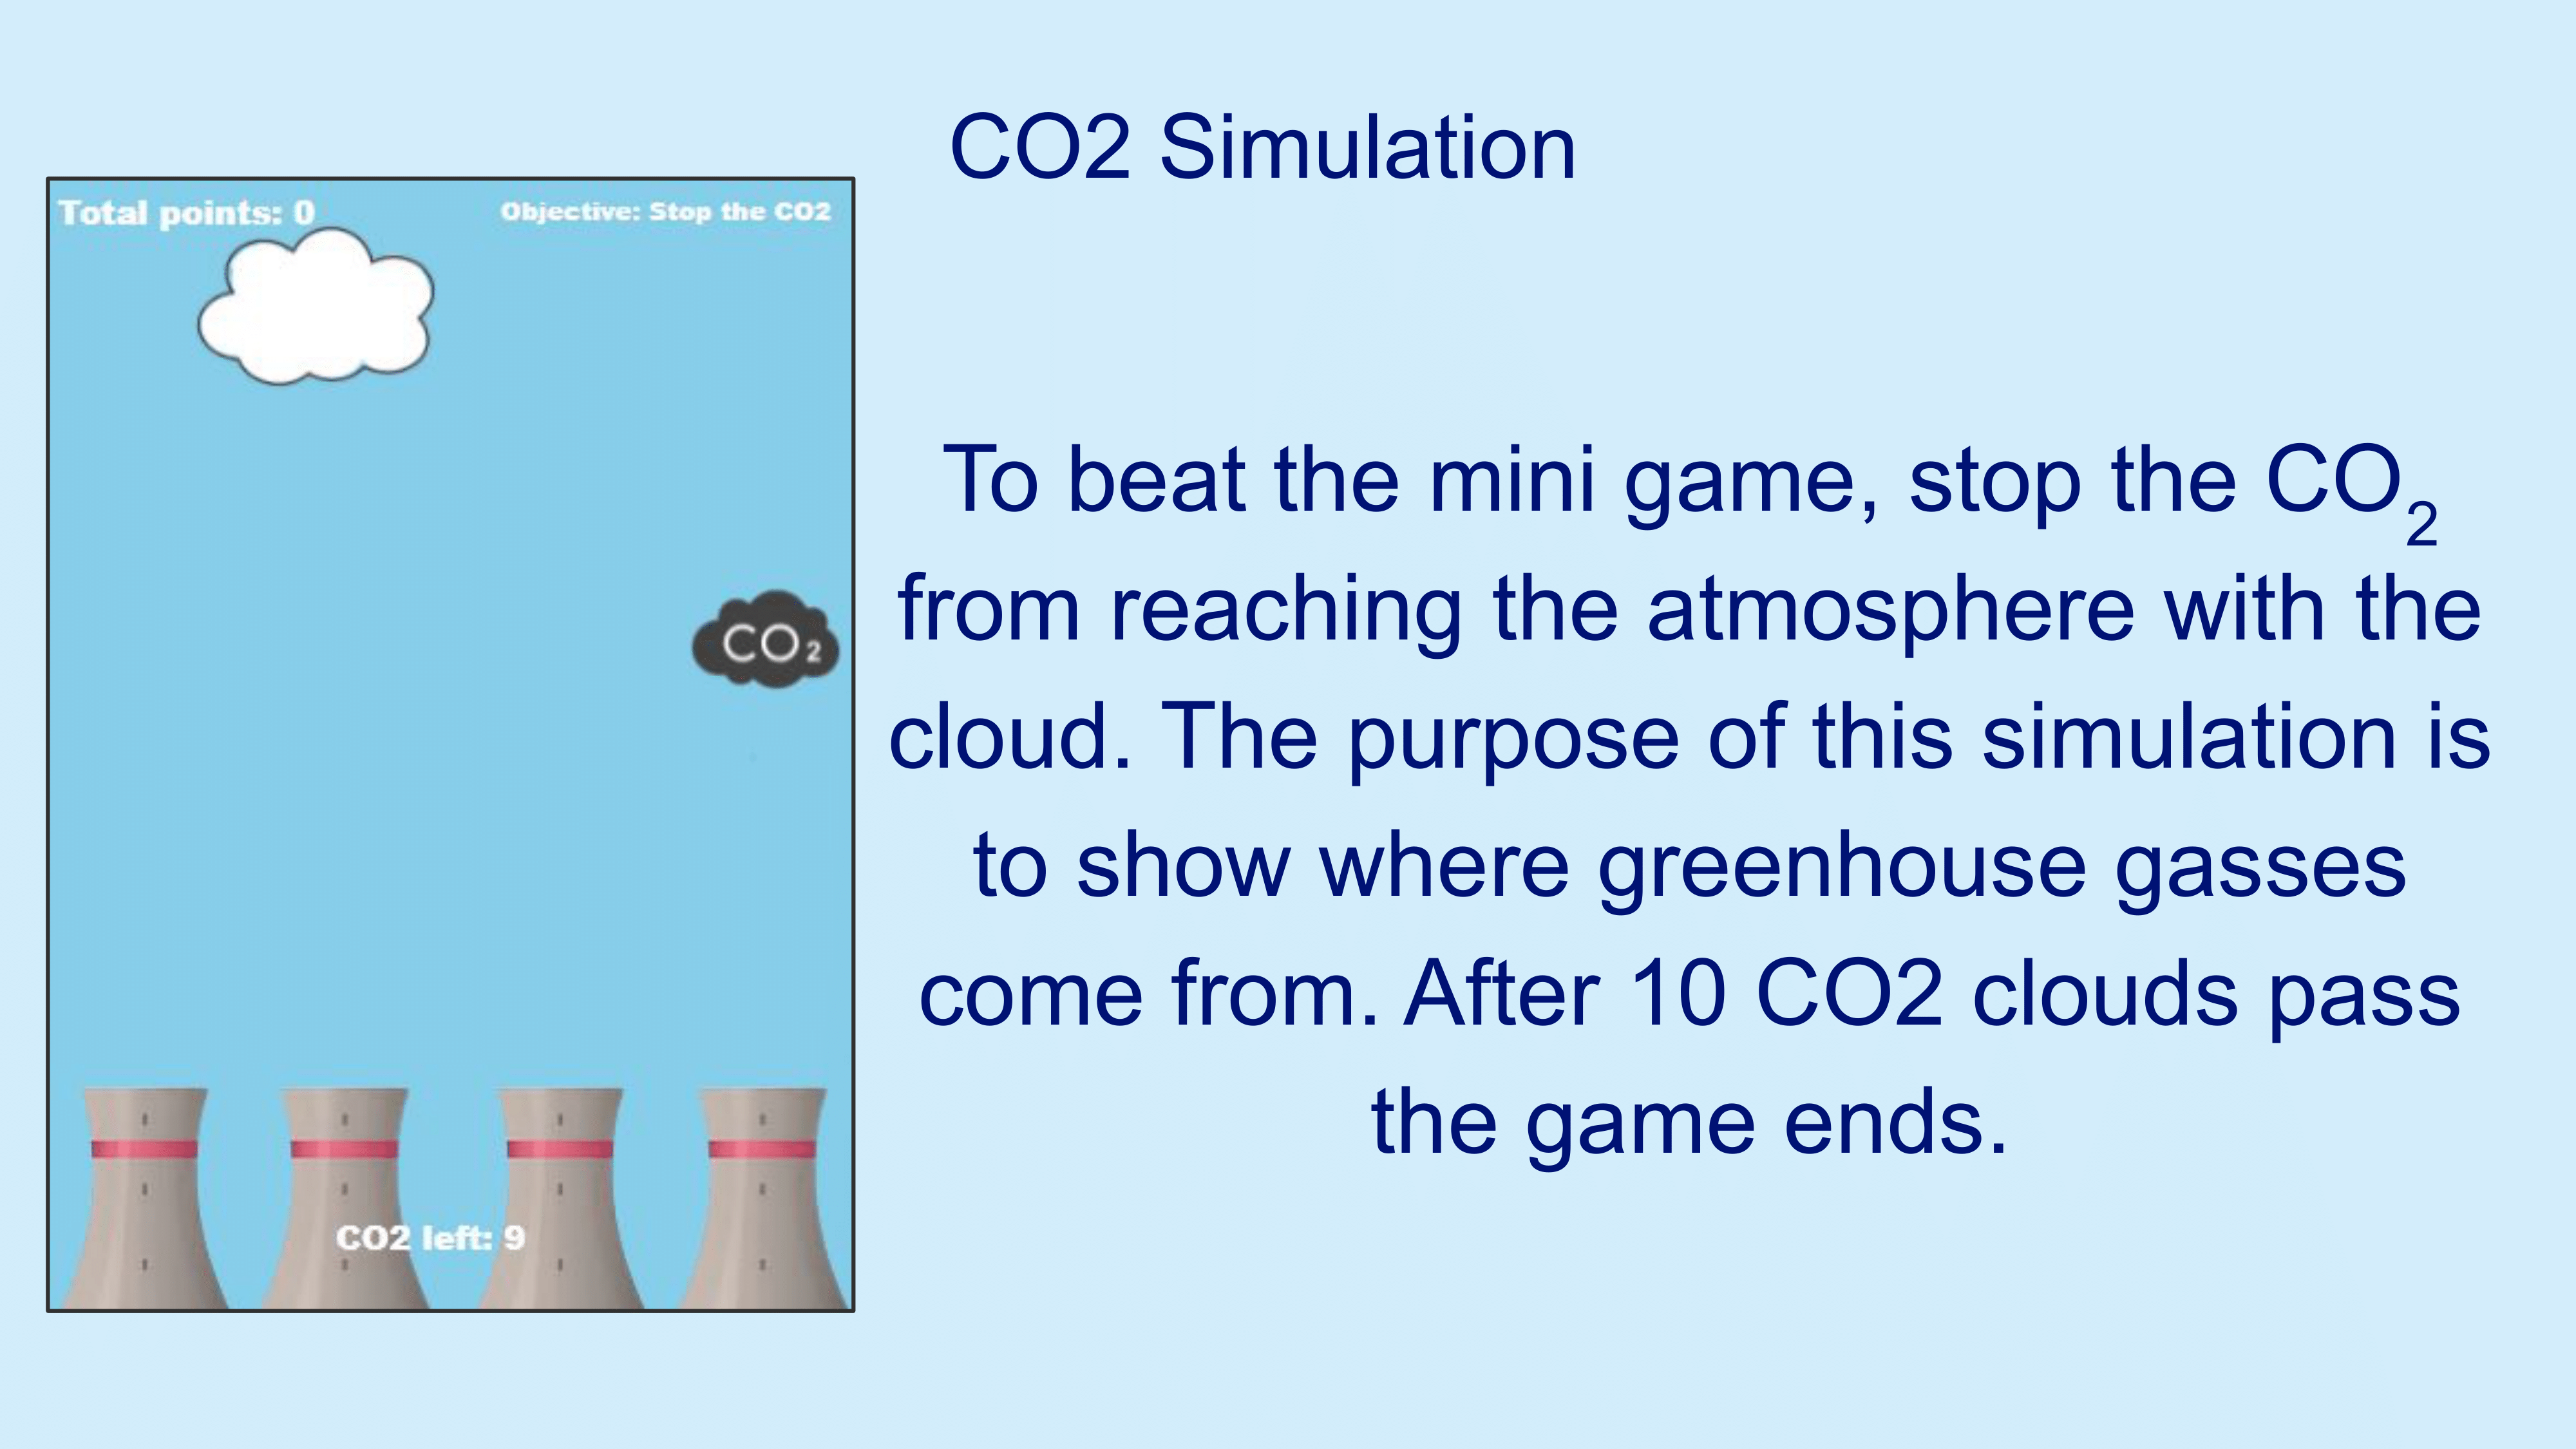 CO2 Simulation
Total points: 0
Objective: Stop the CO2
CO₂
CO2 left: 9
To beat the mini game, stop the CO₂
from reaching the atmosphere with the
cloud. The purpose of this simulation is
to show where greenhouse gasses
come from. After 10 CO2 clouds pass
the game ends.